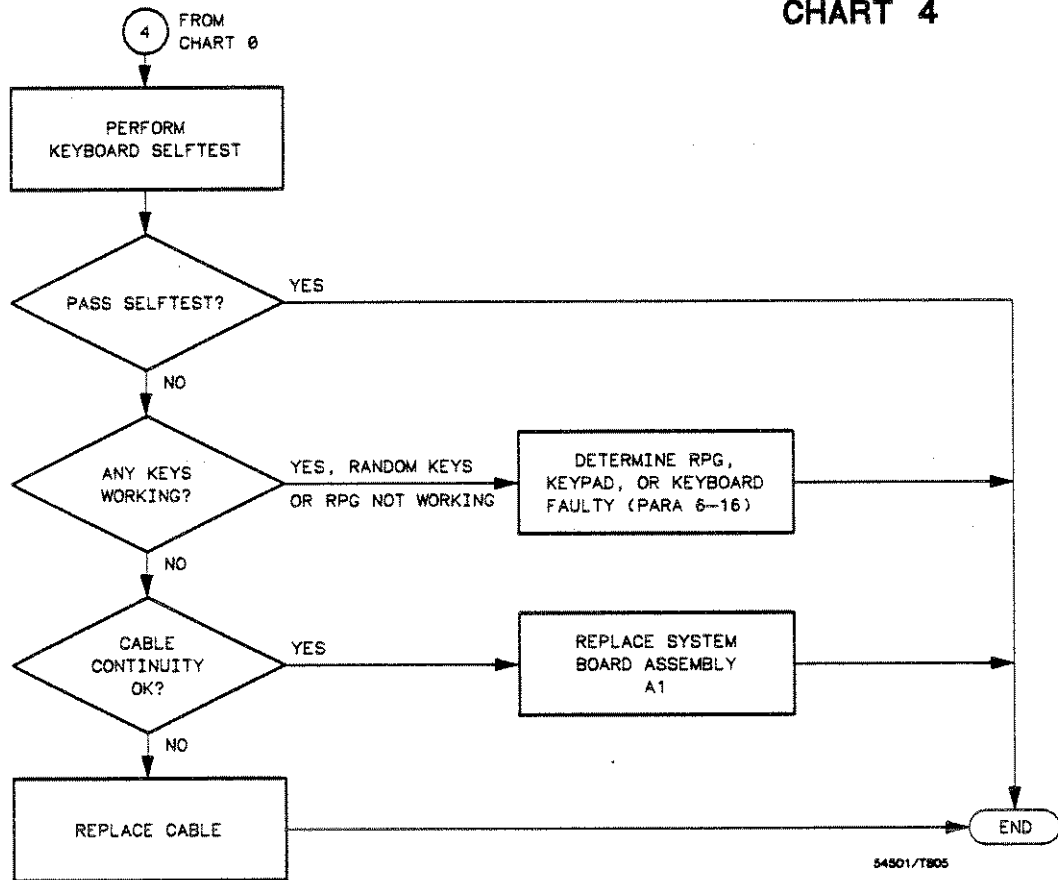 CHART 4
4
FROM
CHART 0
PERFORM
KEYBOARD SELFTEST
PASS SELFTEST?
YES
NO
ANY KEYS
WORKING?
YES, RANDOM KEYS
OR RPG NOT WORKING
DETERMINE RPG,
KEYPAD, OR KEYBOARD
FAULTY (PARA 6-16)
NO
CABLE
CONTINUITY
OK?
YES
REPLACE SYSTEM
BOARD ASSEMBLY
A1
NO
REPLACE CABLE
END
54501/T805